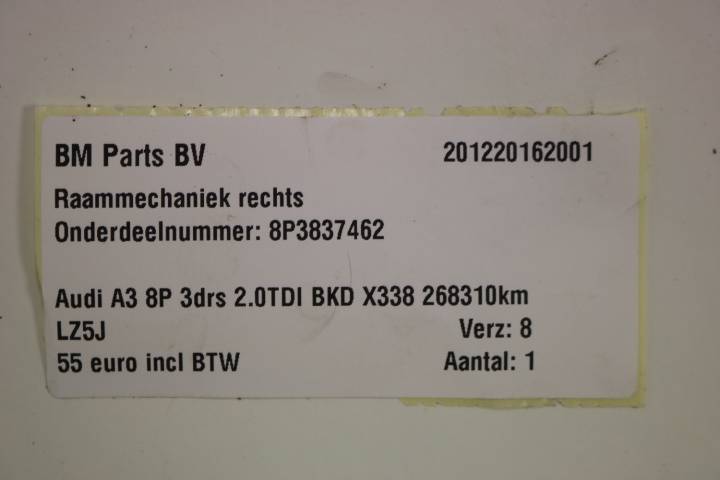 BM Parts BV 201220162001
Raammechaniek rechts
Onderdeelnummer: 8P3837462
Audi A3 8P 3drs 2.0TDI BKD X338 268310km
LZ5J Verz: 8
55 euro incl BTW Aantal: 1